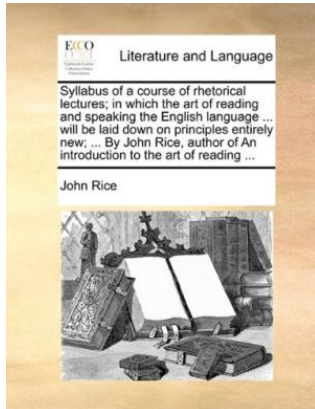 ECCO
Literature and Language
Syllabus of a course of rhetorical
lectures; in which the art of reading
and speaking the English language ...
will be laid down on principles entirely
new; ... By John Rice, author of An
introduction to the art of reading ...
John Rice